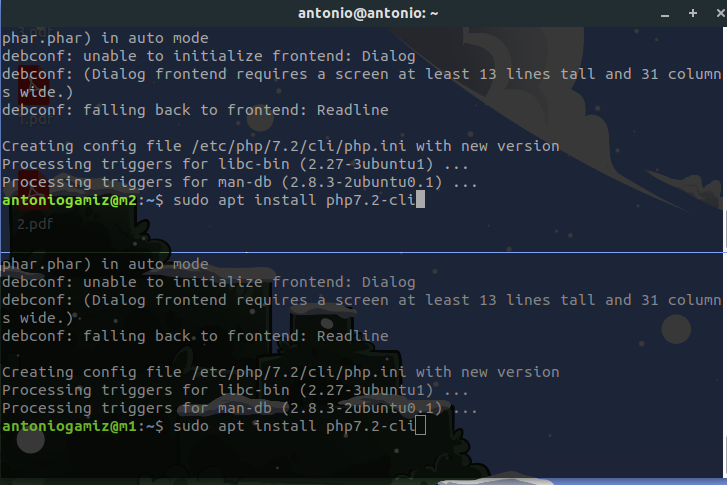 antonio@antonio: ~
3.pdf
phar.phar) in auto mode
debconf: unable to initialize frontend: Dialog
debconf: (Dialog frontend requires a screen at least 13 lines tall and 31 column
s wide.)
debconf: falling back to frontend: Readline
1.pdf
Creating config file /etc/php/7.2/cli/php.ini with new version
Processing triggers for libc-bin (2.27-3ubuntu1) ...
Processing triggers for man-db (2.8.3-2ubuntu0.1) ...
antoniogamiz@m2:~$ sudo apt install php7.2-cli
2.pdf
phar.phar) in auto mode
debconf: unable to initialize frontend: Dialog
debconf: (Dialog frontend requires a screen at least 13 lines tall and 31 column
s wide.)
debconf: falling back to frontend: Readline
Creating config file /etc/php/7.2/cli/php.ini with new version
Processing triggers for libc-bin (2.27-3ubuntu1) ...
Processing triggers for man-db (2.8.3-2ubuntu0.1) ...
antoniogamiz@m1:~$ sudo apt install php7.2-cli